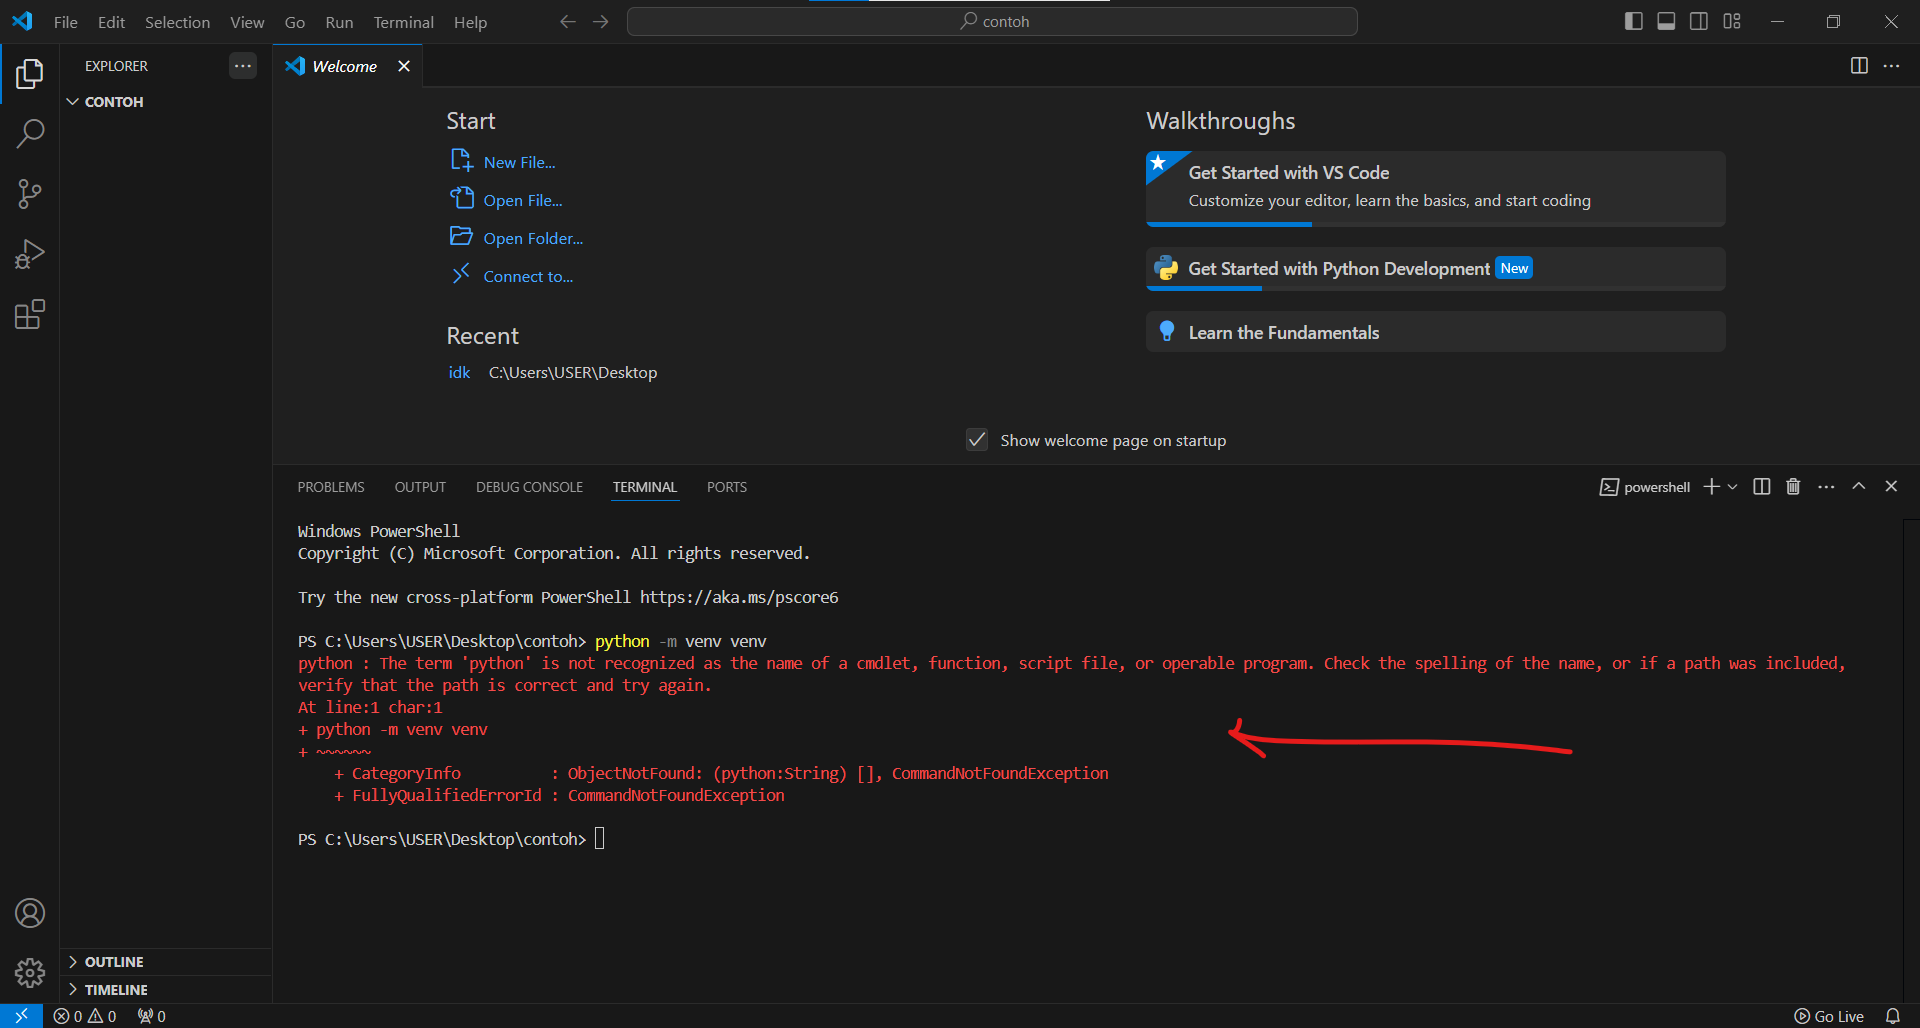 File Edit Selection View Go Run Terminal Help
contoh
EXPLORER
CONTOH
OUTLINE
TIMELINE
Welcome
Start
New File...
Open File...
Open Folder...
Connect to...
Recent
idk C:\Users\USER\Desktop
Walkthroughs
Get Started with VS Code
Customize your editor, learn the basics, and start coding
Get Started with Python Development New
Learn the Fundamentals
Show welcome page on startup
PROBLEMS OUTPUT DEBUG CONSOLE TERMINAL PORTS
powershell
Windows PowerShell
Copyright (C) Microsoft Corporation. All rights reserved.
Try the new cross-platform PowerShell https://aka.ms/pscore6
PS C:\Users\USER\Desktop\contoh> python -m venv venv
python : The term 'python' is not recognized as the name of a cmdlet, function, script file, or operable program. Check the spelling of the name, or if a path was included,
verify that the path is correct and try again.
At line:1 char:1
+ python -m venv venv
+ ~~~~~~
+ CategoryInfo : ObjectNotFound: (python:String) [], CommandNotFoundException
+ FullyQualifiedErrorId : CommandNotFoundException
PS C:\Users\USER\Desktop\contoh>
0 0 0
Go Live